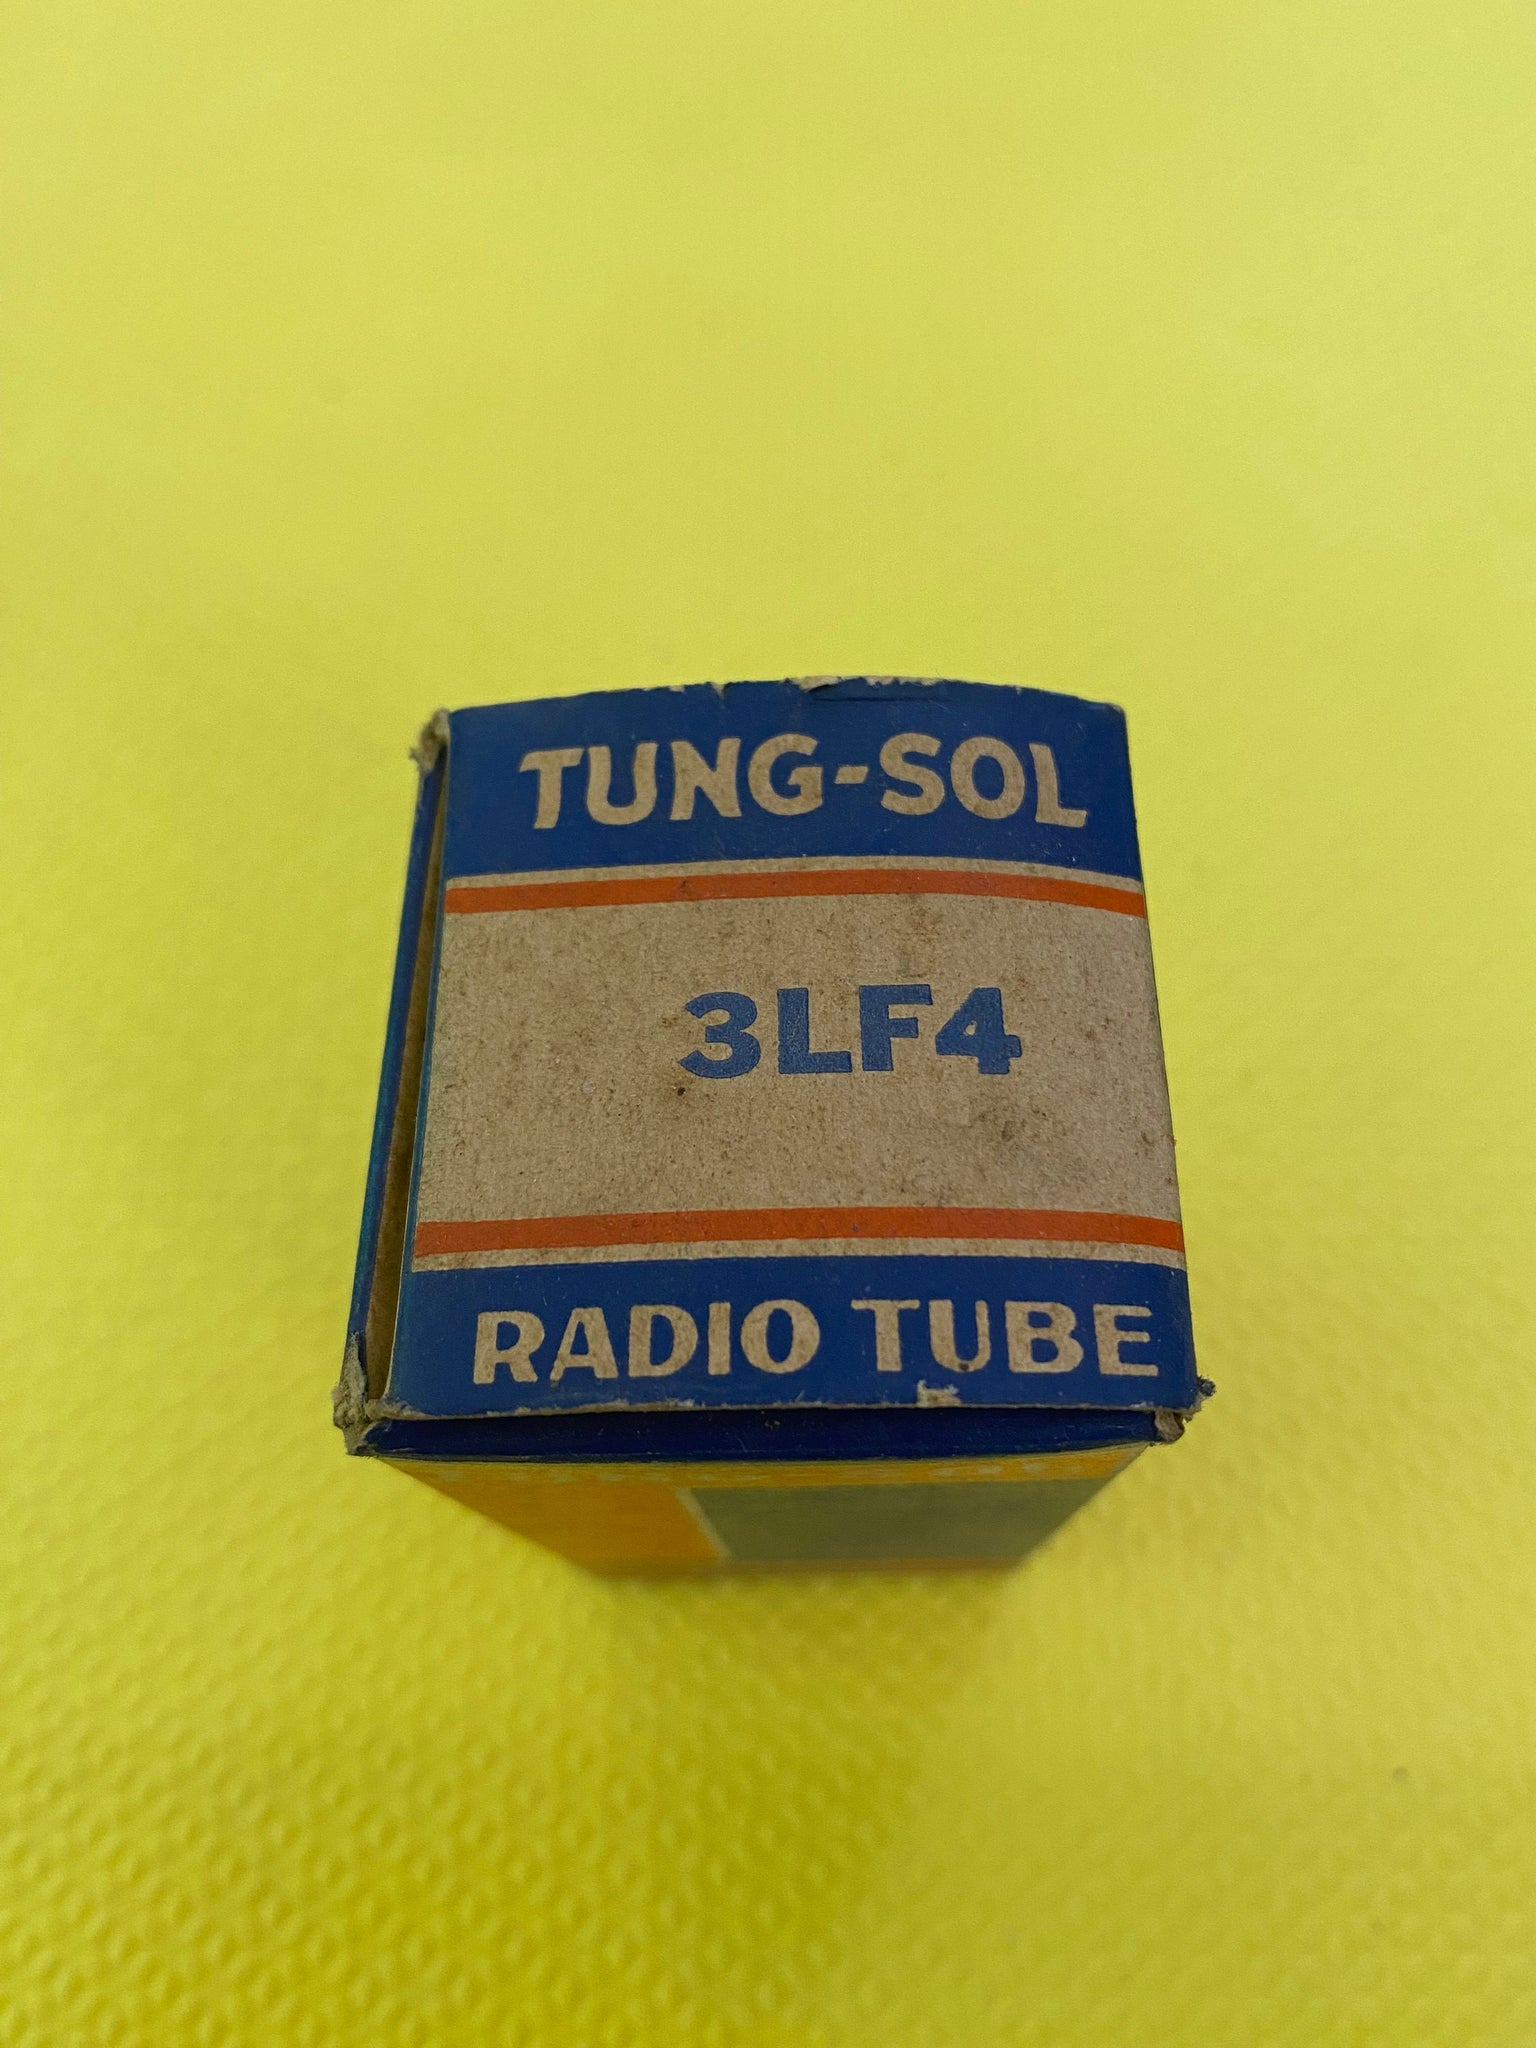 TUNG-SOL
3LF4
RADIO TUBE